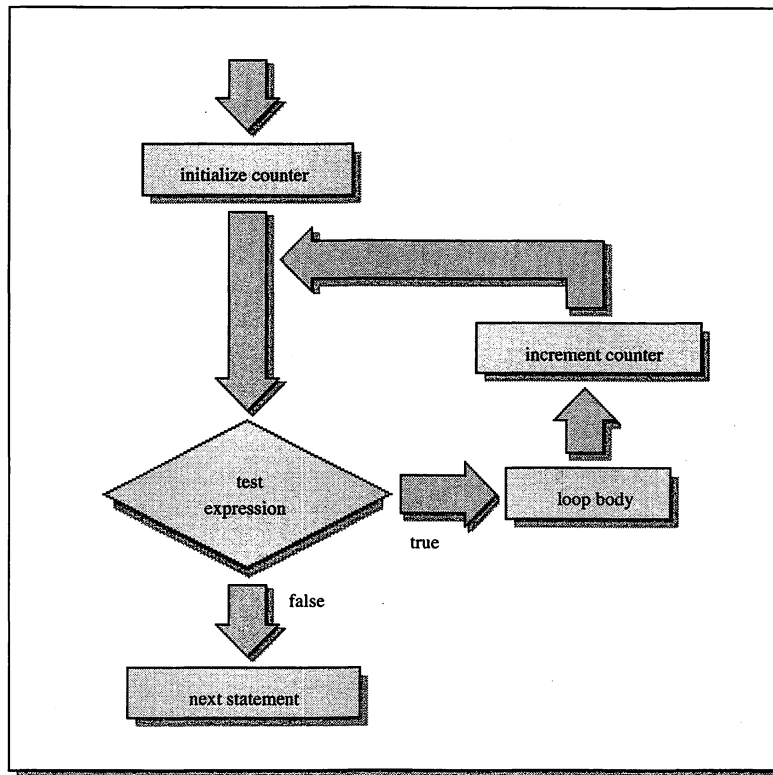 initialize counter
increment counter
test
expression
loop body
true
false
next statement